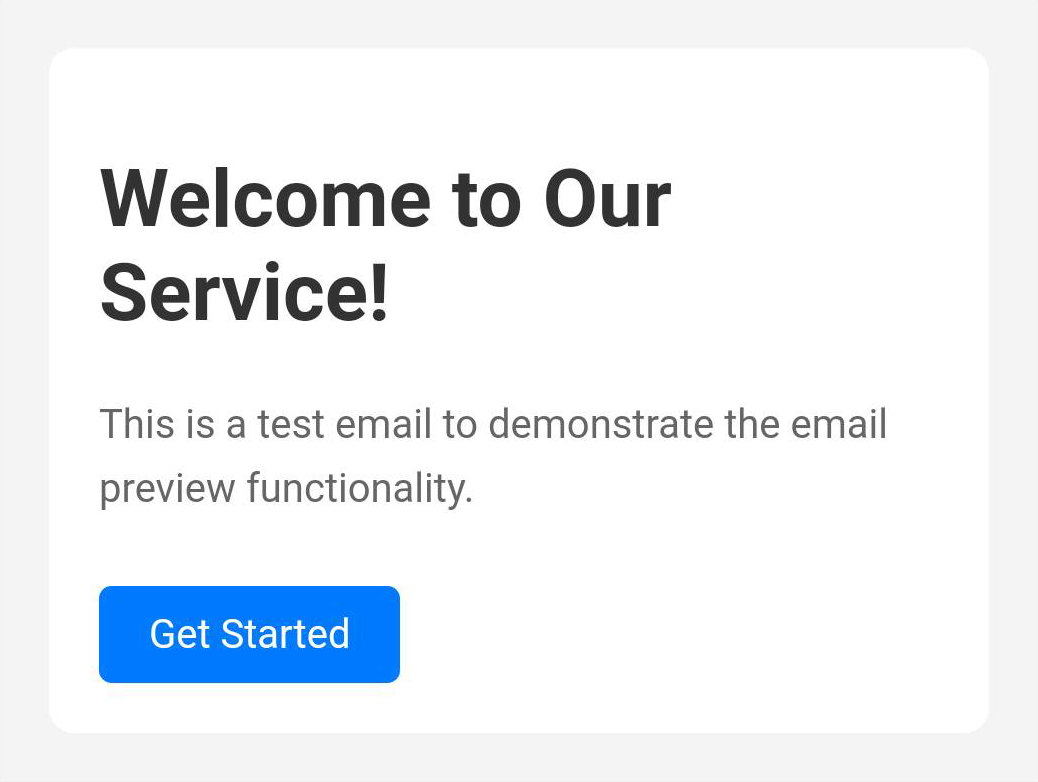 Welcome to Our
Service!
This is a test email to demonstrate the email
preview functionality.
Get Started